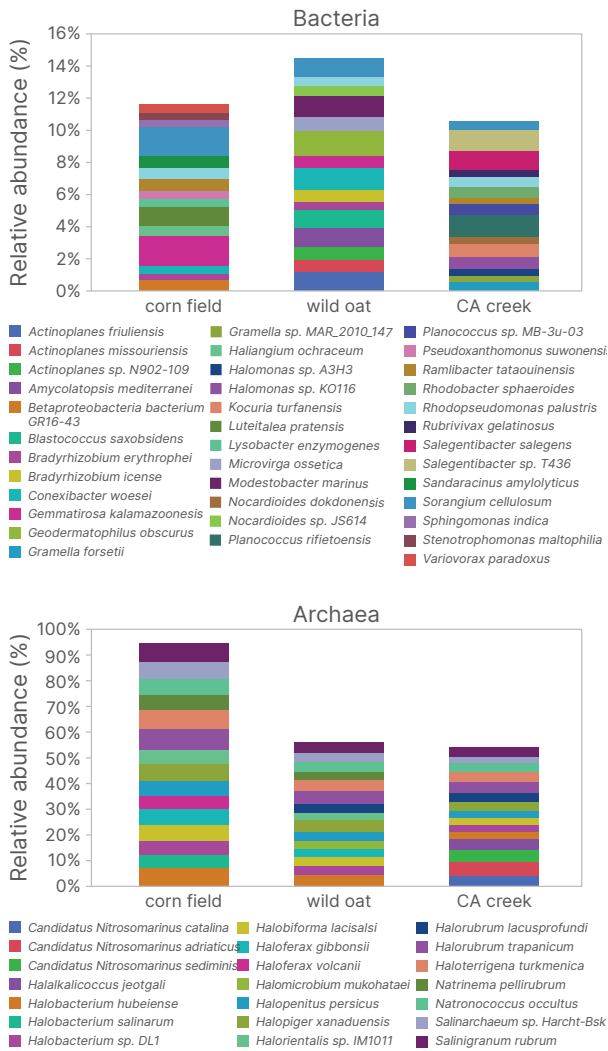 Bacteria
Relative abundance (%)
16%
14%
12%
10%
8%
6%
4%
2%
0%
corn field
wild oat
CA creek
Actinoplanes friuliensis
Actinoplanes missouriensis
Actinoplanes sp. N902-109
Amycolatopsis mediterranei
Betaproteobacteria bacterium
GR16-43
Blastococcus saxobsidens
Bradyrhizobium erythrophei
Bradyrhizobium icense
Conexibacter woesei
Gemmatirosa kalamazoonesis
Geodermatophilus obscurus
Gramella forsetii
Gramella sp. MAR_2010_147
Haliangium ochraceum
Halomonas sp. A3H3
Halomonas sp. KO116
Kocuria turfanensis
Luteitalea pratensis
Lysobacter enzymogenes
Microvirga ossetica
Modestobacter marinus
Nocardioides dokdonensis
Nocardioides sp. JS614
Planococcus rifietoensis
Planococcus sp. MB-3u-03
Pseudoxanthomonus suwonensis
Ramlibacter tataouinensis
Rhodobacter sphaeroides
Rhodopseudomonas palustris
Rubrivivax gelatinosus
Salegentibacter salegens
Salegentibacter sp. T436
Sandaracinus amylolyticus
Sorangium cellulosum
Sphingomonas indica
Stenotrophomonas maltophilia
Variovorax paradoxus
Archaea
Relative abundance (%)
100%
90%
80%
70%
60%
50%
40%
30%
20%
10%
0%
corn field
wild oat
CA creek
Candidatus Nitrosomarinus catalina
Candidatus Nitrosomarinus adriaticus
Candidatus Nitrosomarinus sediminis
Halalkalicoccus jeotgali
Halobacterium hubeiense
Halobacterium salinarum
Halobacterium sp. DL1
Halobiforma lacisalsi
Haloferax gibbonsii
Haloferax volcanii
Halomicrobium mukohataei
Halopenitus persicus
Halopiger xanaduensis
Halorientalis sp. IM1011
Halorubrum lacusprofundi
Halorubrum trapanicum
Haloterrigena turkmenica
Natrinema pellirubrum
Natronococcus occultus
Salinarchaeum sp. Harcht-Bsk
Salinigranum rubrum